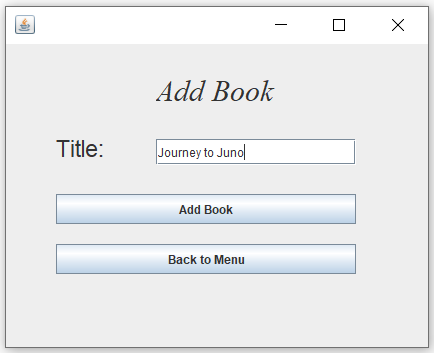 Add Book
Title: Journey to Juno
Add Book
Back to Menu